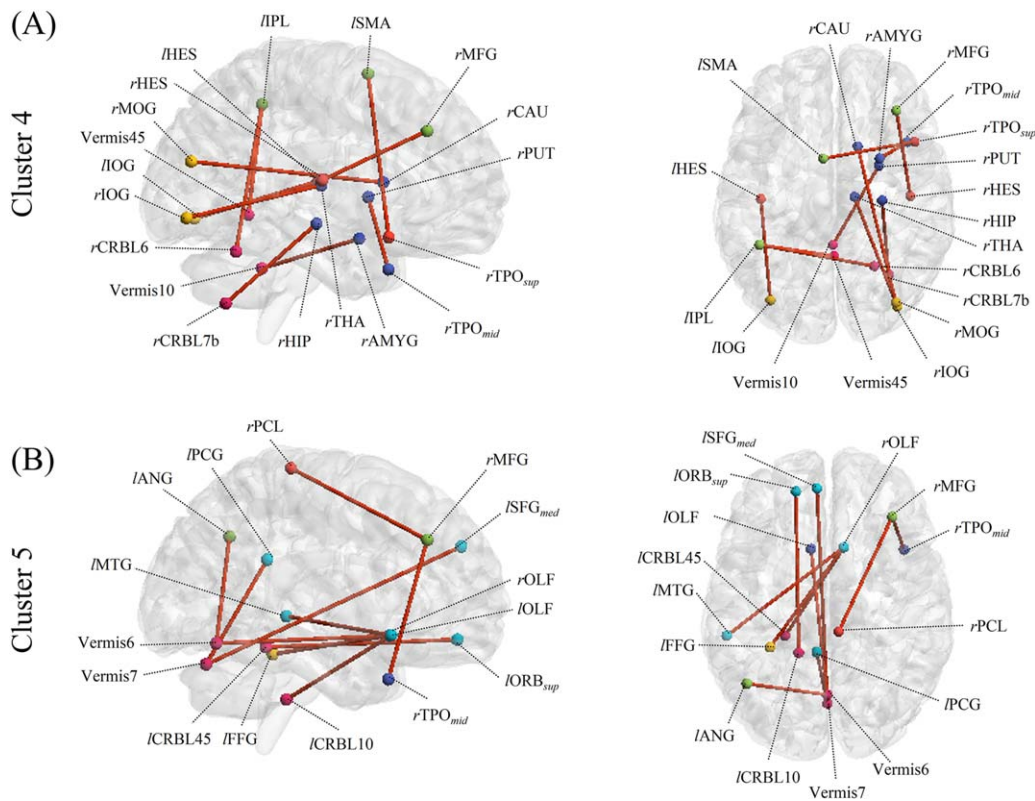 (A)
Cluster 4
lIPL
lSMA
lHES
rHES
rMFG
rMOG
rCAU
Vermis45
rPUT
lIOG
rIOG
rCRBL6
Vermis10
rTPOsup
rTHA
rTPOmid
rCRBL7b
rHIP
rAMYG
rCAU
rAMYG
rMFG
lSMA
rTPOmid
rTPOsup
rPUT
lHES
rHES
rHIP
rTHA
rCRBL6
rCRBL7b
lIPL
rMOG
lIOG
rIOG
Vermis10
Vermis45
(B)
Cluster 5
rPCL
lPCG
rMFG
lANG
lSFGmed
lMTG
rOLF
lOLF
Vermis6
Vermis7
lORBsup
rTPOmid
lCRBL45
lFFG
lCRBL10
lSFGmed
rOLF
lORBsup
rMFG
lOLF
rTPOmid
lCRBL45
lMTG
rPCL
lFFG
lPCG
lANG
Vermis6
lCRBL10
Vermis7